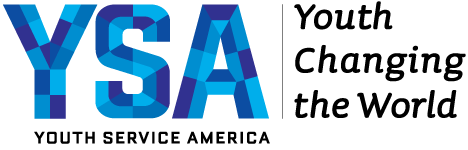 YSA
YOUTH SERVICE AMERICA
Youth
Changing
the World